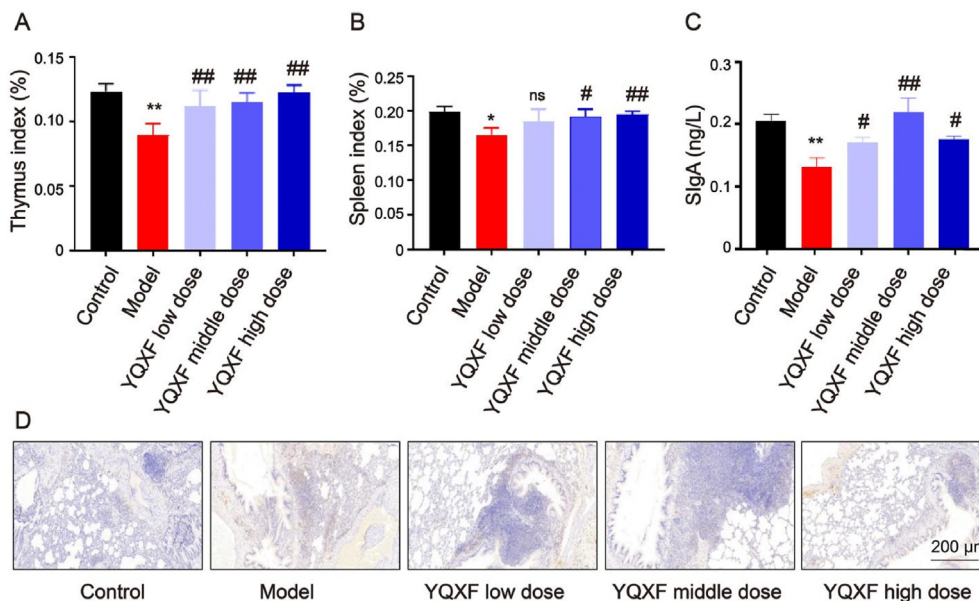 A
Thymus index (%)
0.15
0.10
0.05
0
**
##
##
##
Control
Model
YQXF low dose
YQXF middle dose
YQXF high dose
B
Spleen index (%)
0.25
0.20
0.15
0.10
0.05
0.00
*
ns
#
##
Control
Model
YQXF low dose
YQXF middle dose
YQXF high dose
C
SIgA (ng/L)
0.3
0.2
0.1
0
**
#
##
#
Control
Model
YQXF low dose
YQXF middle dose
YQXF high dose
D
200 μm
Control
Model
YQXF low dose
YQXF middle dose
YQXF high dose